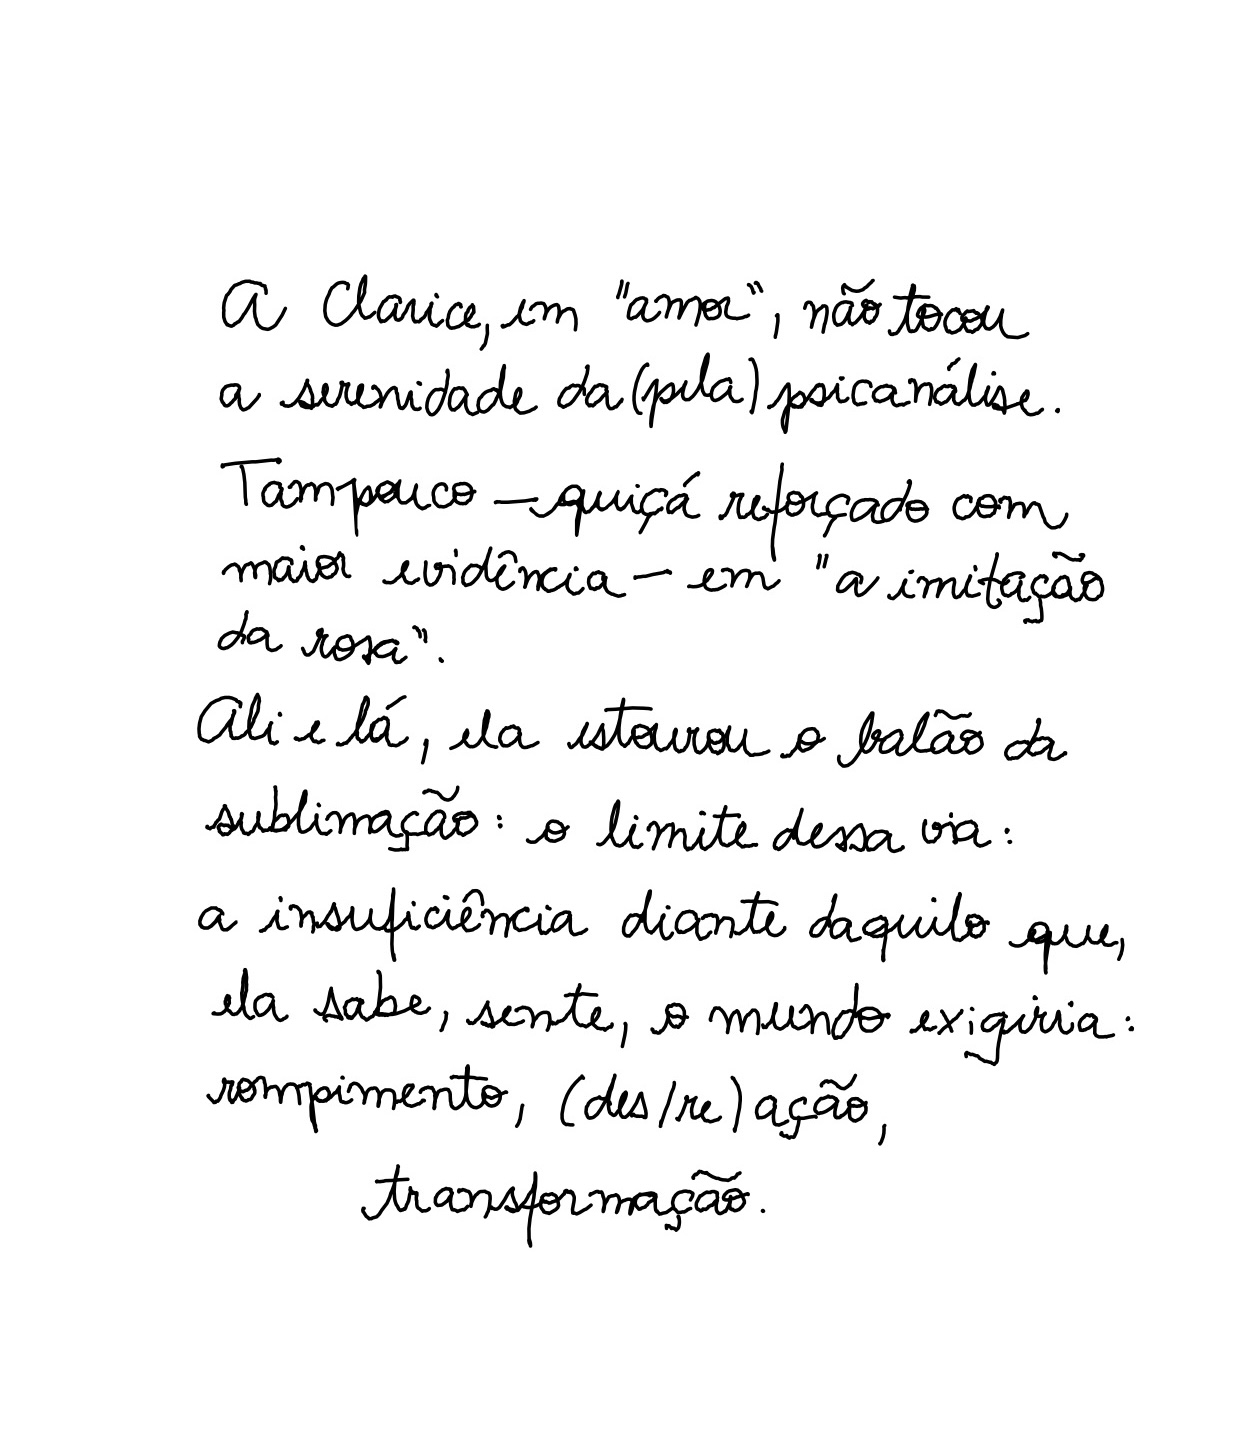 A Clarice, em "amor", não tocou
a serenidade da (pela) psicanálise.
Tampouco — quiçá reforçado com
maior evidência — em "a imitação
da rosa".
Ali e lá, ela estourou o balão da
sublimação: o limite dessa via:
a insuficiência diante daquilo que,
ela sabe, sente, o mundo exigiria:
rompimento, (des/re) ação,
transformação.